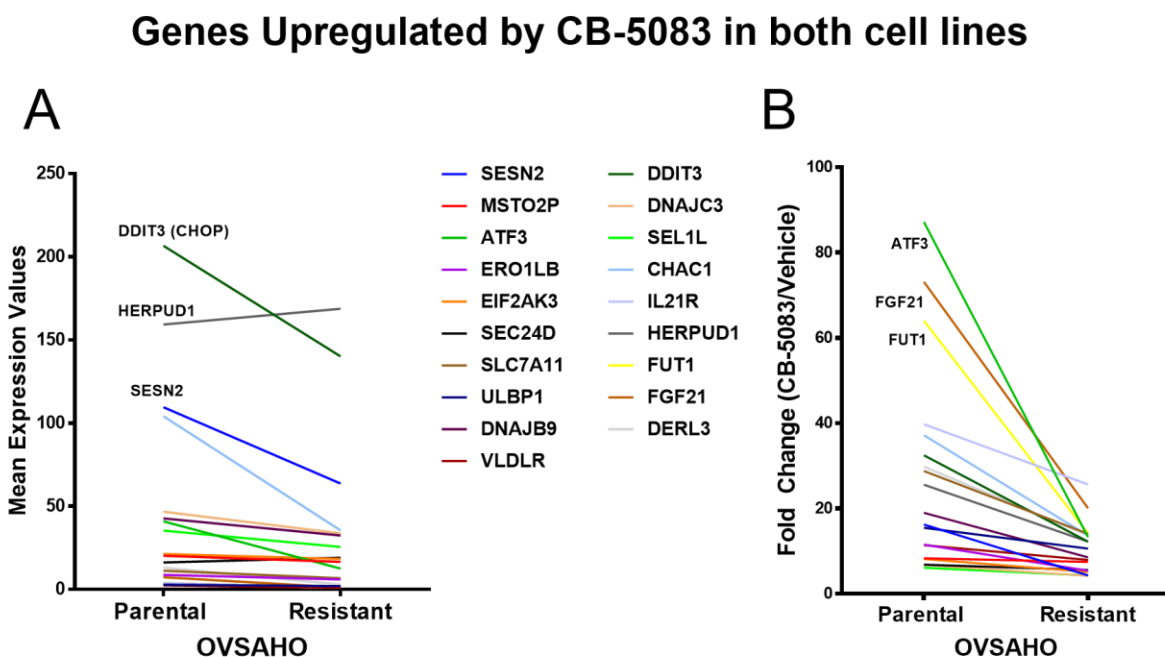 Genes Upregulated by CB-5083 in both cell lines
A
Mean Expression Values
250
200
150
100
50
0
DDIT3 (CHOP)
HERPUD1
SESN2
Parental
Resistant
OVSAHO
SESN2
MSTO2P
ATF3
ERO1LB
EIF2AK3
SEC24D
SLC7A11
ULBP1
DNAJB9
VLDLR
DDIT3
DNAJC3
SEL1L
CHAC1
IL21R
HERPUD1
FUT1
FGF21
DERL3
B
Fold Change (CB-5083/Vehicle)
100
80
60
40
20
0
ATF3
FGF21
FUT1
Parental
Resistant
OVSAHO